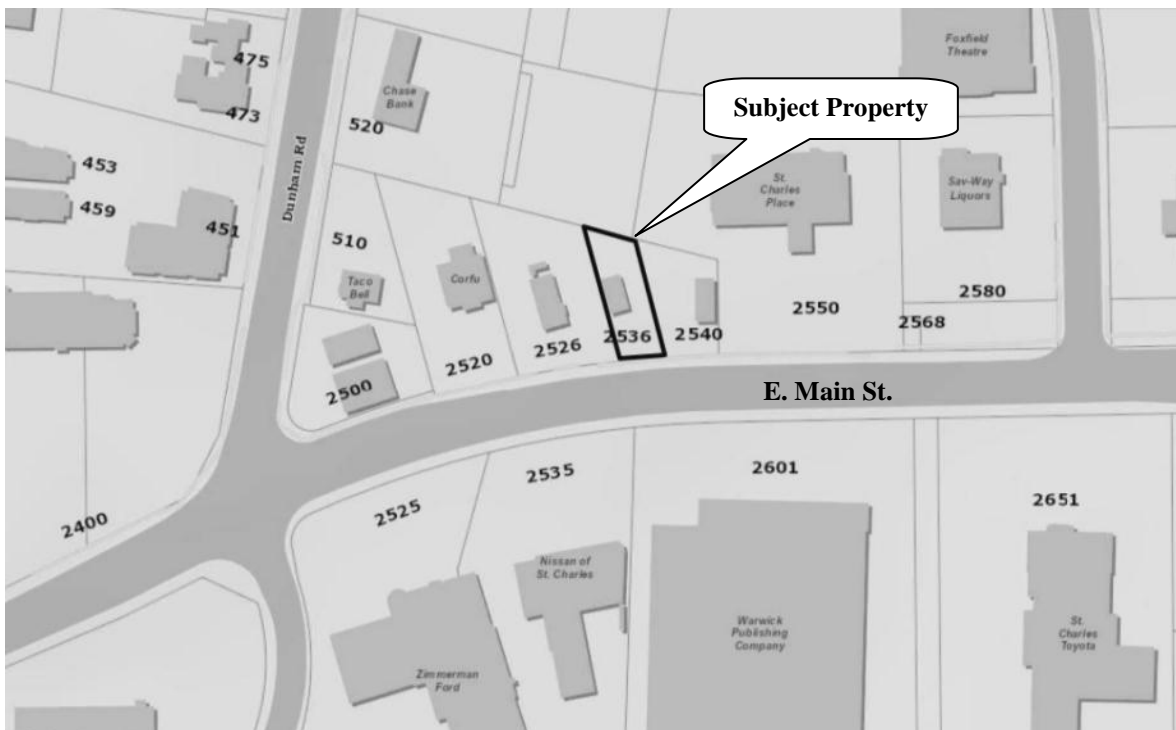 475
Foxfield
Theatre
Chase
Bank
473
520
Subject Property
453
459
451
Dunham Rd
St.
Charles
Place
Sav-Way
Liquors
510
Taco
Bell
Corfu
2580
2550
2568
2540
2536
2526
2520
2500
E. Main St.
2601
2535
2525
2651
2400
Nissan of
St. Charles
Warwick
Publishing
Company
St.
Charles
Toyota
Zimmerman
Ford